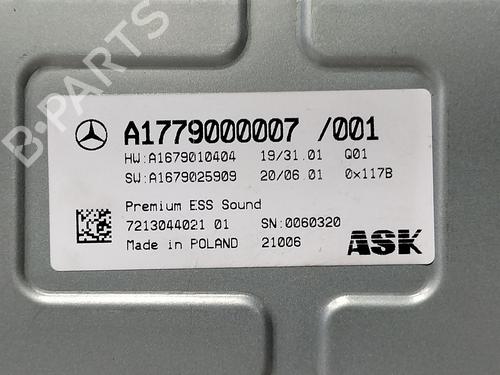 B-PARTS
A1779000007 /001
HW:A1679010404 19/31.01 Q01
SW:A1679025909 20/06.01 0x117B
Premium ESS Sound
7213044021 01 SN:0060320
Made in POLAND 21006
ASK